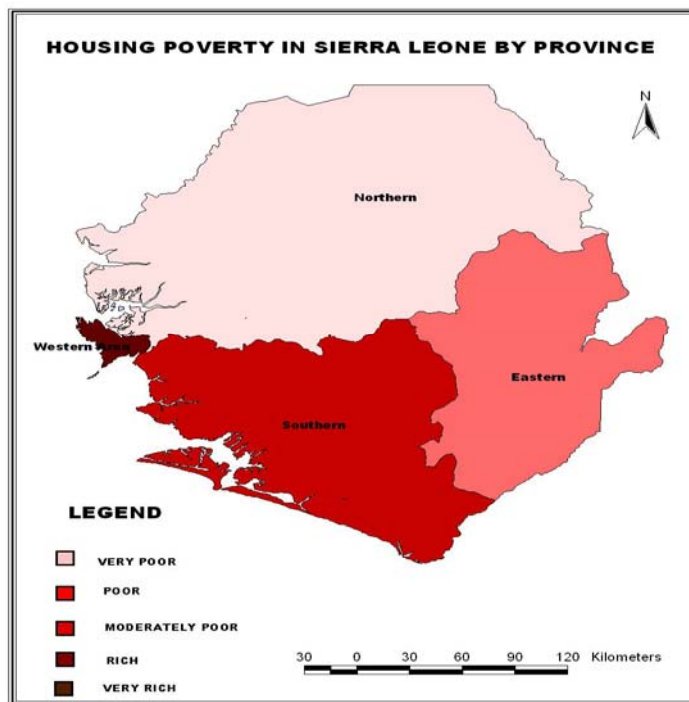 HOUSING POVERTY IN SIERRA LEONE BY PROVINCE
N
Northern
Western Area
Eastern
Southern
LEGEND
VERY POOR
POOR
MODERATELY POOR
RICH
VERY RICH
30 0 30 60 90 120 Kilometers